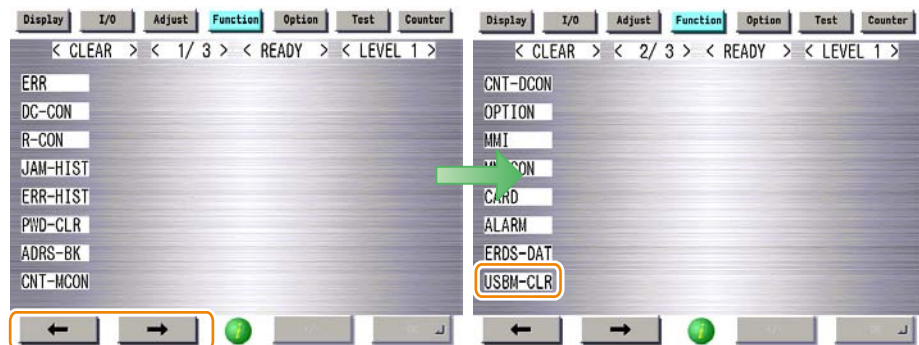 Display I/O Adjust Function Option Test Counter
< CLEAR > < 1/ 3 > < READY > < LEVEL 1 >
ERR
DC-CON
R-CON
JAM-HIST
ERR-HIST
PWD-CLR
ADRS-BK
CNT-MCON
+/-
OK
Display I/O Adjust Function Option Test Counter
< CLEAR > < 2/ 3 > < READY > < LEVEL 1 >
CNT-DCON
OPTION
MMI
CARD
ALARM
ERDS-DAT
USBM-CLR
+/-
OK